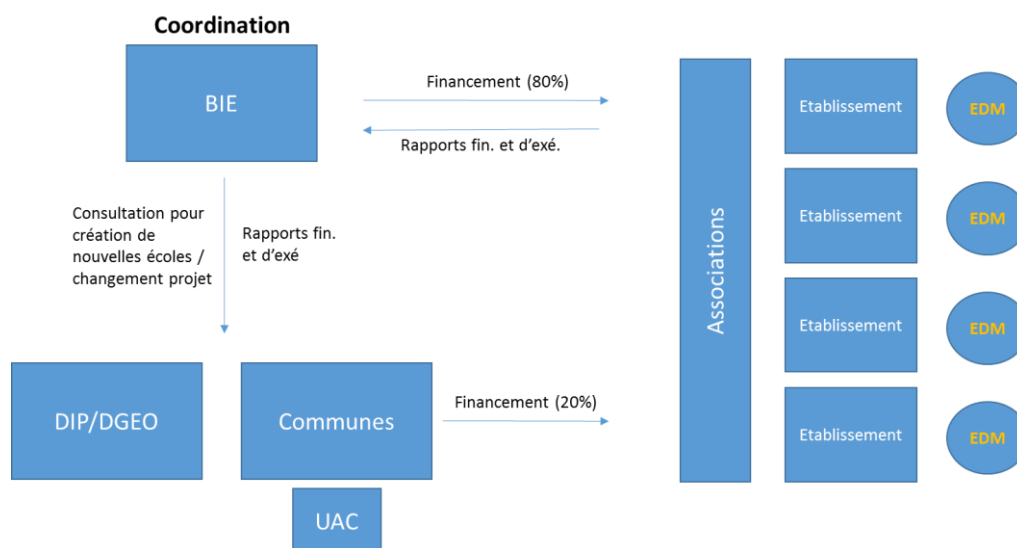 Coordination
BIE
Financement (80%)
Rapports fin. et d'exé.
Consultation pour
création de
nouvelles écoles /
changement projet
Rapports fin.
et d'exé
DIP/DGEO
Communes
UAC
Financement (20%)
Associations
Etablissement
EDM
Etablissement
EDM
Etablissement
EDM
Etablissement
EDM